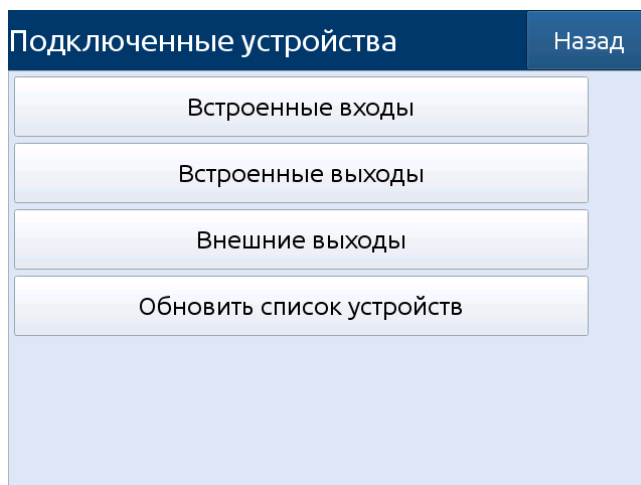 Подключенные устройства
Назад
Встроенные входы
Встроенные выходы
Внешние выходы
Обновить список устройств